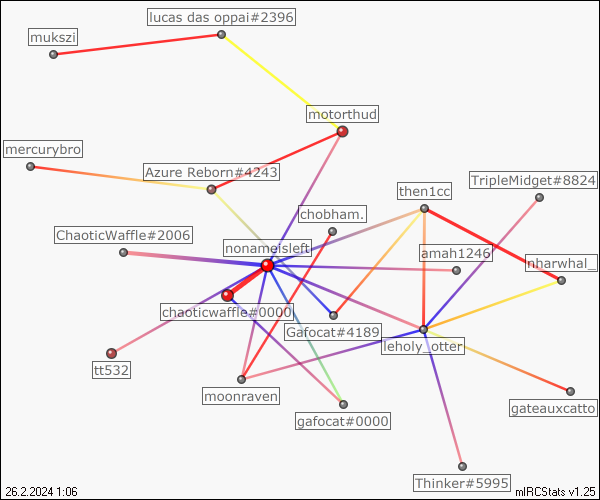 lucas das oppai#2396
mukszi
motorthud
mercurybro
Azure Reborn#4243
TripleMidget#8824
then1cc
chobham.
ChaoticWaffle#2006
nonameisleft
amah1246
nharwhal_
chaoticwaffle#0000
Gafocat#4189
leholy_otter
tt532
moonraven
gateauxcatto
gafocat#0000
Thinker#5995
26.2.2024 1:06
mIRCStats v1.25